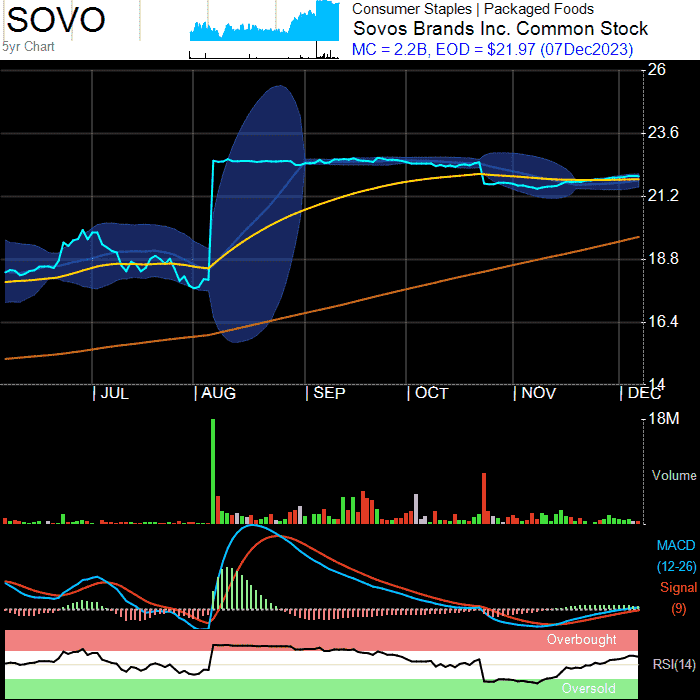 SOVO
5yr Chart
Consumer Staples | Packaged Foods
Sovos Brands Inc. Common Stock
MC = 2.2B, EOD = $21.97 (07Dec2023)
26
23.6
21.2
18.8
16.4
14
JUL AUG SEP OCT NOV DEC
18M
Volume
MACD
(12-26)
Signal
(9)
Overbought
RSI(14)
Oversold